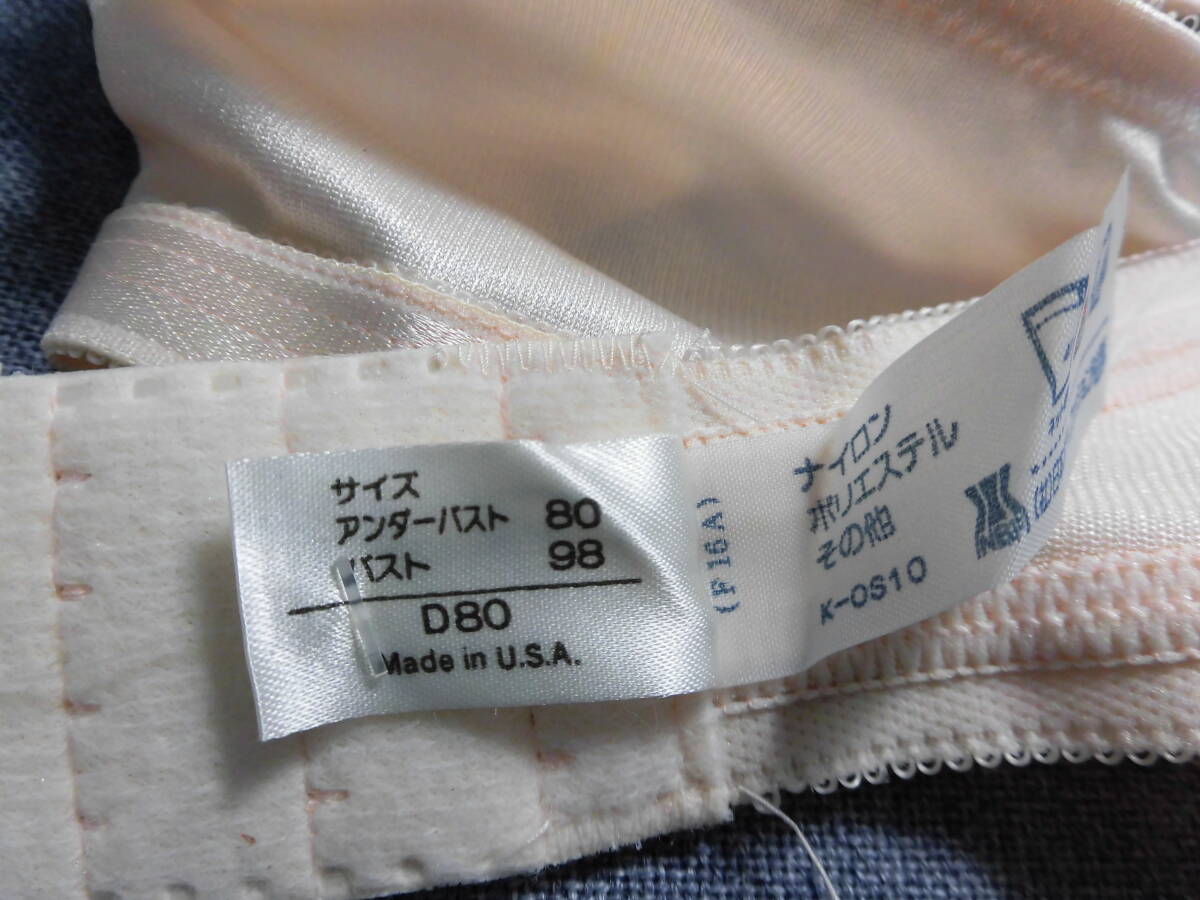 サイズ
アンダーバスト 80
バスト 98
D80
Made in U.S.A.
(F16A)
ナイロン
ポリエステル
その他
K-OS10